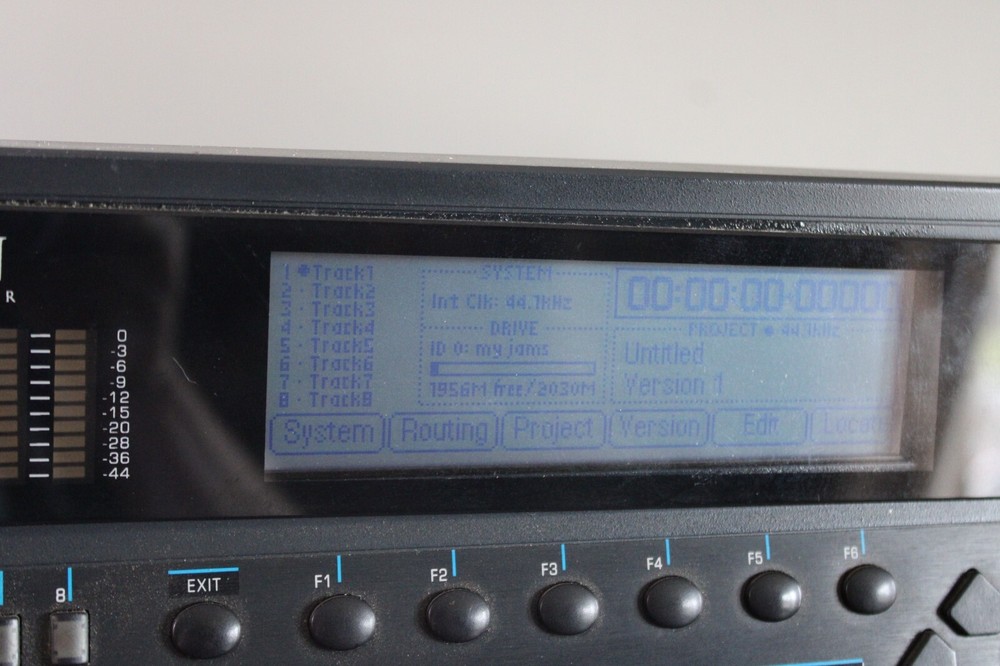 R
0
-3
-6
-9
-12
-15
-20
-28
-36
-44
1 Track1
2 · Track2
3 · Track3
4 · Track4
5 · Track5
6 · Track6
7 · Track7
8 · Track8
SYSTEM
Int Clk: 44.1kHz
DRIVE
ID 0: my jams
1956M free/2030M
00:00:00:0000
PROJECT 44.1kHz
Untitled
Version 1
System Routing Project Version Edit
8
EXIT F1 F2 F3 F4 F5 F6